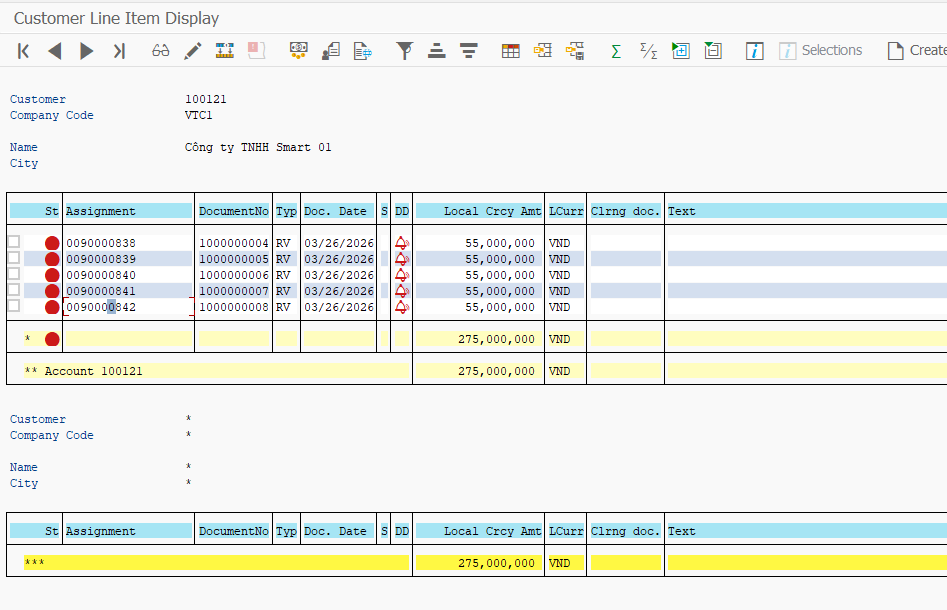 Customer Line Item Display
Selections Create
Customer 100121
Company Code VTC1
Name Công ty TNHH Smart 01
City
St Assignment DocumentNo Typ Doc. Date S DD Local Crcy Amt LCurr Clrng doc. Text
0090000838 1000000004 RV 03/26/2026 55,000,000 VND
0090000839 1000000005 RV 03/26/2026 55,000,000 VND
0090000840 1000000006 RV 03/26/2026 55,000,000 VND
0090000841 1000000007 RV 03/26/2026 55,000,000 VND
0090000842 1000000008 RV 03/26/2026 55,000,000 VND
* 275,000,000 VND
** Account 100121 275,000,000 VND
Customer *
Company Code *
Name *
City *
St Assignment DocumentNo Typ Doc. Date S DD Local Crcy Amt LCurr Clrng doc. Text
*** 275,000,000 VND